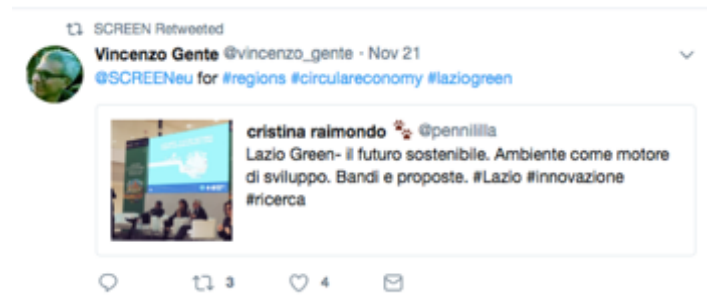 SCREEN Retweeted
Vincenzo Gente @vincenzo_gente · Nov 21
@SCREENeu for #regions #circulareconomy #laziogreen
cristina raimondo 🐾 @pennililla
Lazio Green- il futuro sostenibile. Ambiente come motore
di sviluppo. Bandi e proposte. #Lazio #innovazione
#ricerca
3 4